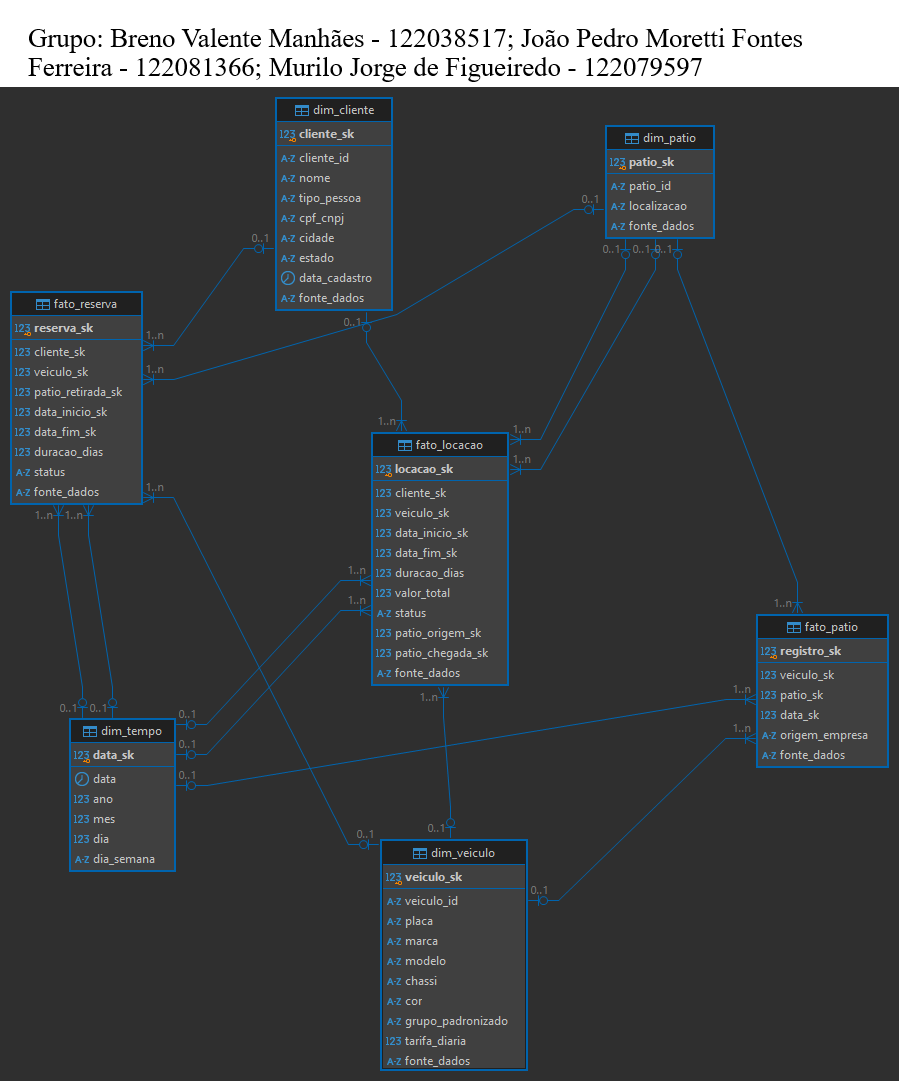 Grupo: Breno Valente Manhães - 122038517; João Pedro Moretti Fontes
Ferreira - 122081366; Murilo Jorge de Figueiredo - 122079597
dim_cliente
123 cliente_sk
A-Z cliente_id
A-Z nome
A-Z tipo_pessoa
A-Z cpf_cnpj
A-Z cidade
A-Z estado
data_cadastro
A-Z fonte_dados
dim_patio
123 patio_sk
A-Z patio_id
A-Z localizacao
A-Z fonte_dados
0..1
0..1
0..1
0..1
0..1
0..1
fato_reserva
123 reserva_sk
123 cliente_sk
123 veiculo_sk
123 patio_retirada_sk
123 data_inicio_sk
123 data_fim_sk
123 duracao_dias
A-Z status
A-Z fonte_dados
1..n
1..n
1..n
1..n
1..n
1..n
1..n
1..n
fato_locacao
123 locacao_sk
123 cliente_sk
123 veiculo_sk
123 data_inicio_sk
123 data_fim_sk
123 duracao_dias
123 valor_total
A-Z status
123 patio_origem_sk
123 patio_chegada_sk
A-Z fonte_dados
1..n
1..n
1..n
1..n
fato_patio
123 registro_sk
123 veiculo_sk
123 patio_sk
123 data_sk
A-Z origem_empresa
A-Z fonte_dados
1..n
1..n
0..1
0..1
dim_tempo
123 data_sk
data
123 ano
123 mes
123 dia
A-Z dia_semana
0..1
0..1
0..1
0..1
0..1
0..1
dim_veiculo
123 veiculo_sk
A-Z veiculo_id
A-Z placa
A-Z marca
A-Z modelo
A-Z chassi
A-Z cor
A-Z grupo_padronizado
123 tarifa_diaria
A-Z fonte_dados